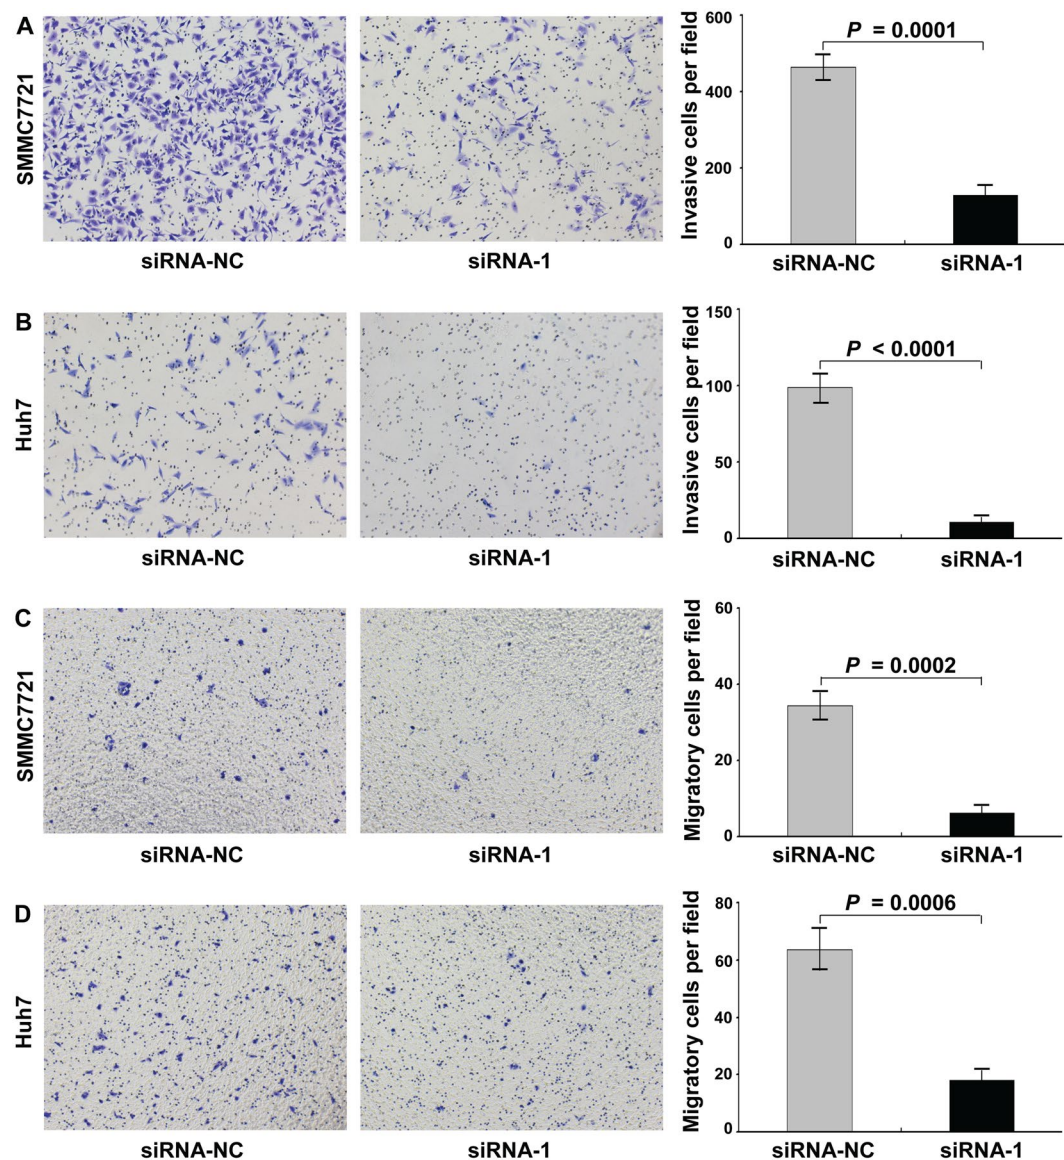 A
SMMC7721
siRNA-NC
siRNA-1
Invasive cells per field
600
400
200
0
P = 0.0001
siRNA-NC
siRNA-1
B
Huh7
siRNA-NC
siRNA-1
Invasive cells per field
150
100
50
0
P < 0.0001
siRNA-NC
siRNA-1
C
SMMC7721
siRNA-NC
siRNA-1
Migratory cells per field
60
40
20
0
P = 0.0002
siRNA-NC
siRNA-1
D
Huh7
siRNA-NC
siRNA-1
Migratory cells per field
80
60
40
20
0
P = 0.0006
siRNA-NC
siRNA-1